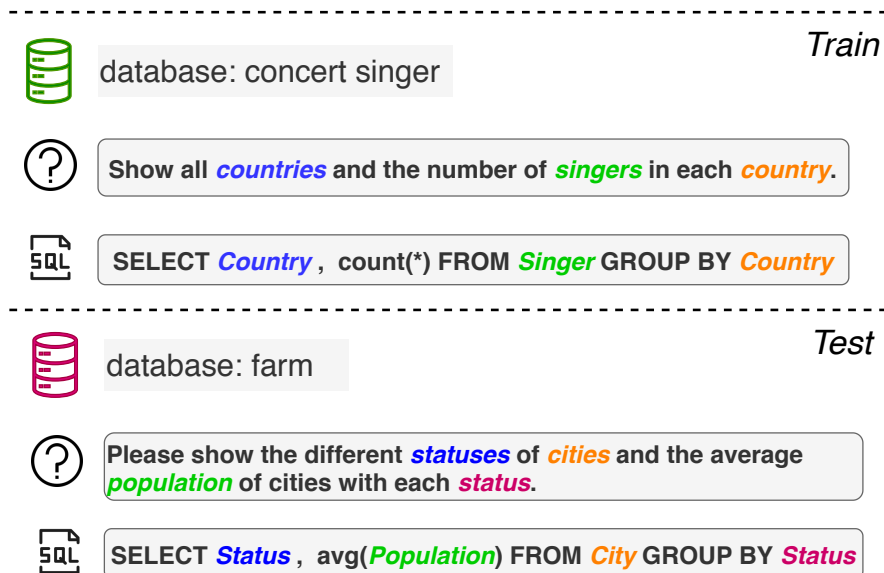 Train
database: concert singer
Show all countries and the number of singers in each country.
SQL
SELECT Country , count(*) FROM Singer GROUP BY Country
Test
database: farm
Please show the different statuses of cities and the average
population of cities with each status.
SQL
SELECT Status , avg(Population) FROM City GROUP BY Status